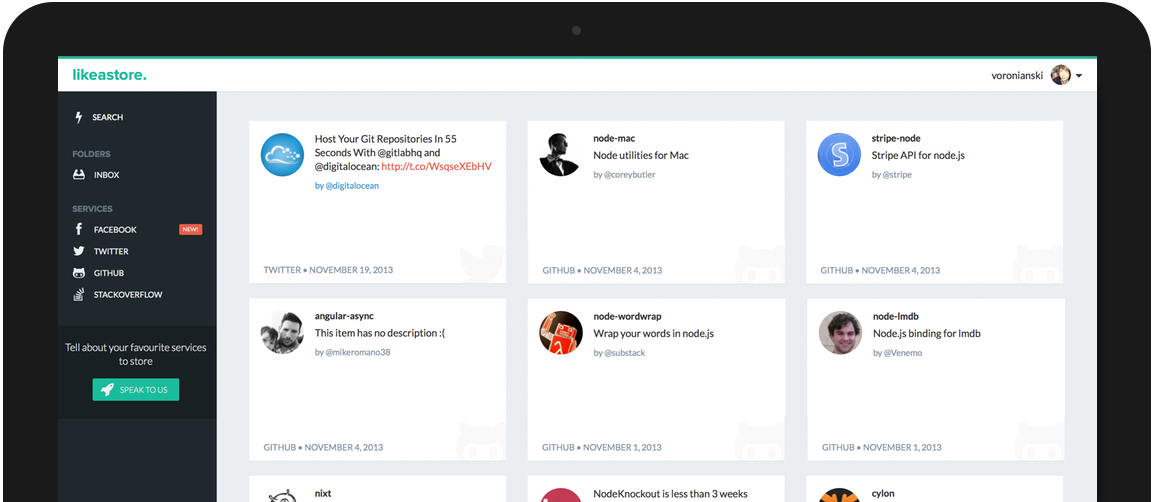 likeastore.
voronianski
SEARCH
FOLDERS
INBOX
SERVICES
FACEBOOK
NEW!
TWITTER
GITHUB
STACKOVERFLOW
Tell about your favourite services
to store
SPEAK TO US
Host Your Git Repositories In 55
Seconds With @gitlabhq and
@digitalocean: http://t.co/WsqseXEbHV
by @digitalocean
TWITTER • NOVEMBER 19, 2013
node-mac
Node utilities for Mac
by @coreybutler
GITHUB • NOVEMBER 4, 2013
stripe-node
Stripe API for node.js
by @stripe
GITHUB • NOVEMBER 4, 2013
angular-async
This item has no description :(
by @mikeromano38
GITHUB • NOVEMBER 4, 2013
node-wordwrap
Wrap your words in node.js
by @substack
GITHUB • NOVEMBER 1, 2013
node-lmdb
Node.js binding for lmdb
by @Venemo
GITHUB • NOVEMBER 1, 2013
nixt
NodeKnockout is less than 3 weeks
cylon